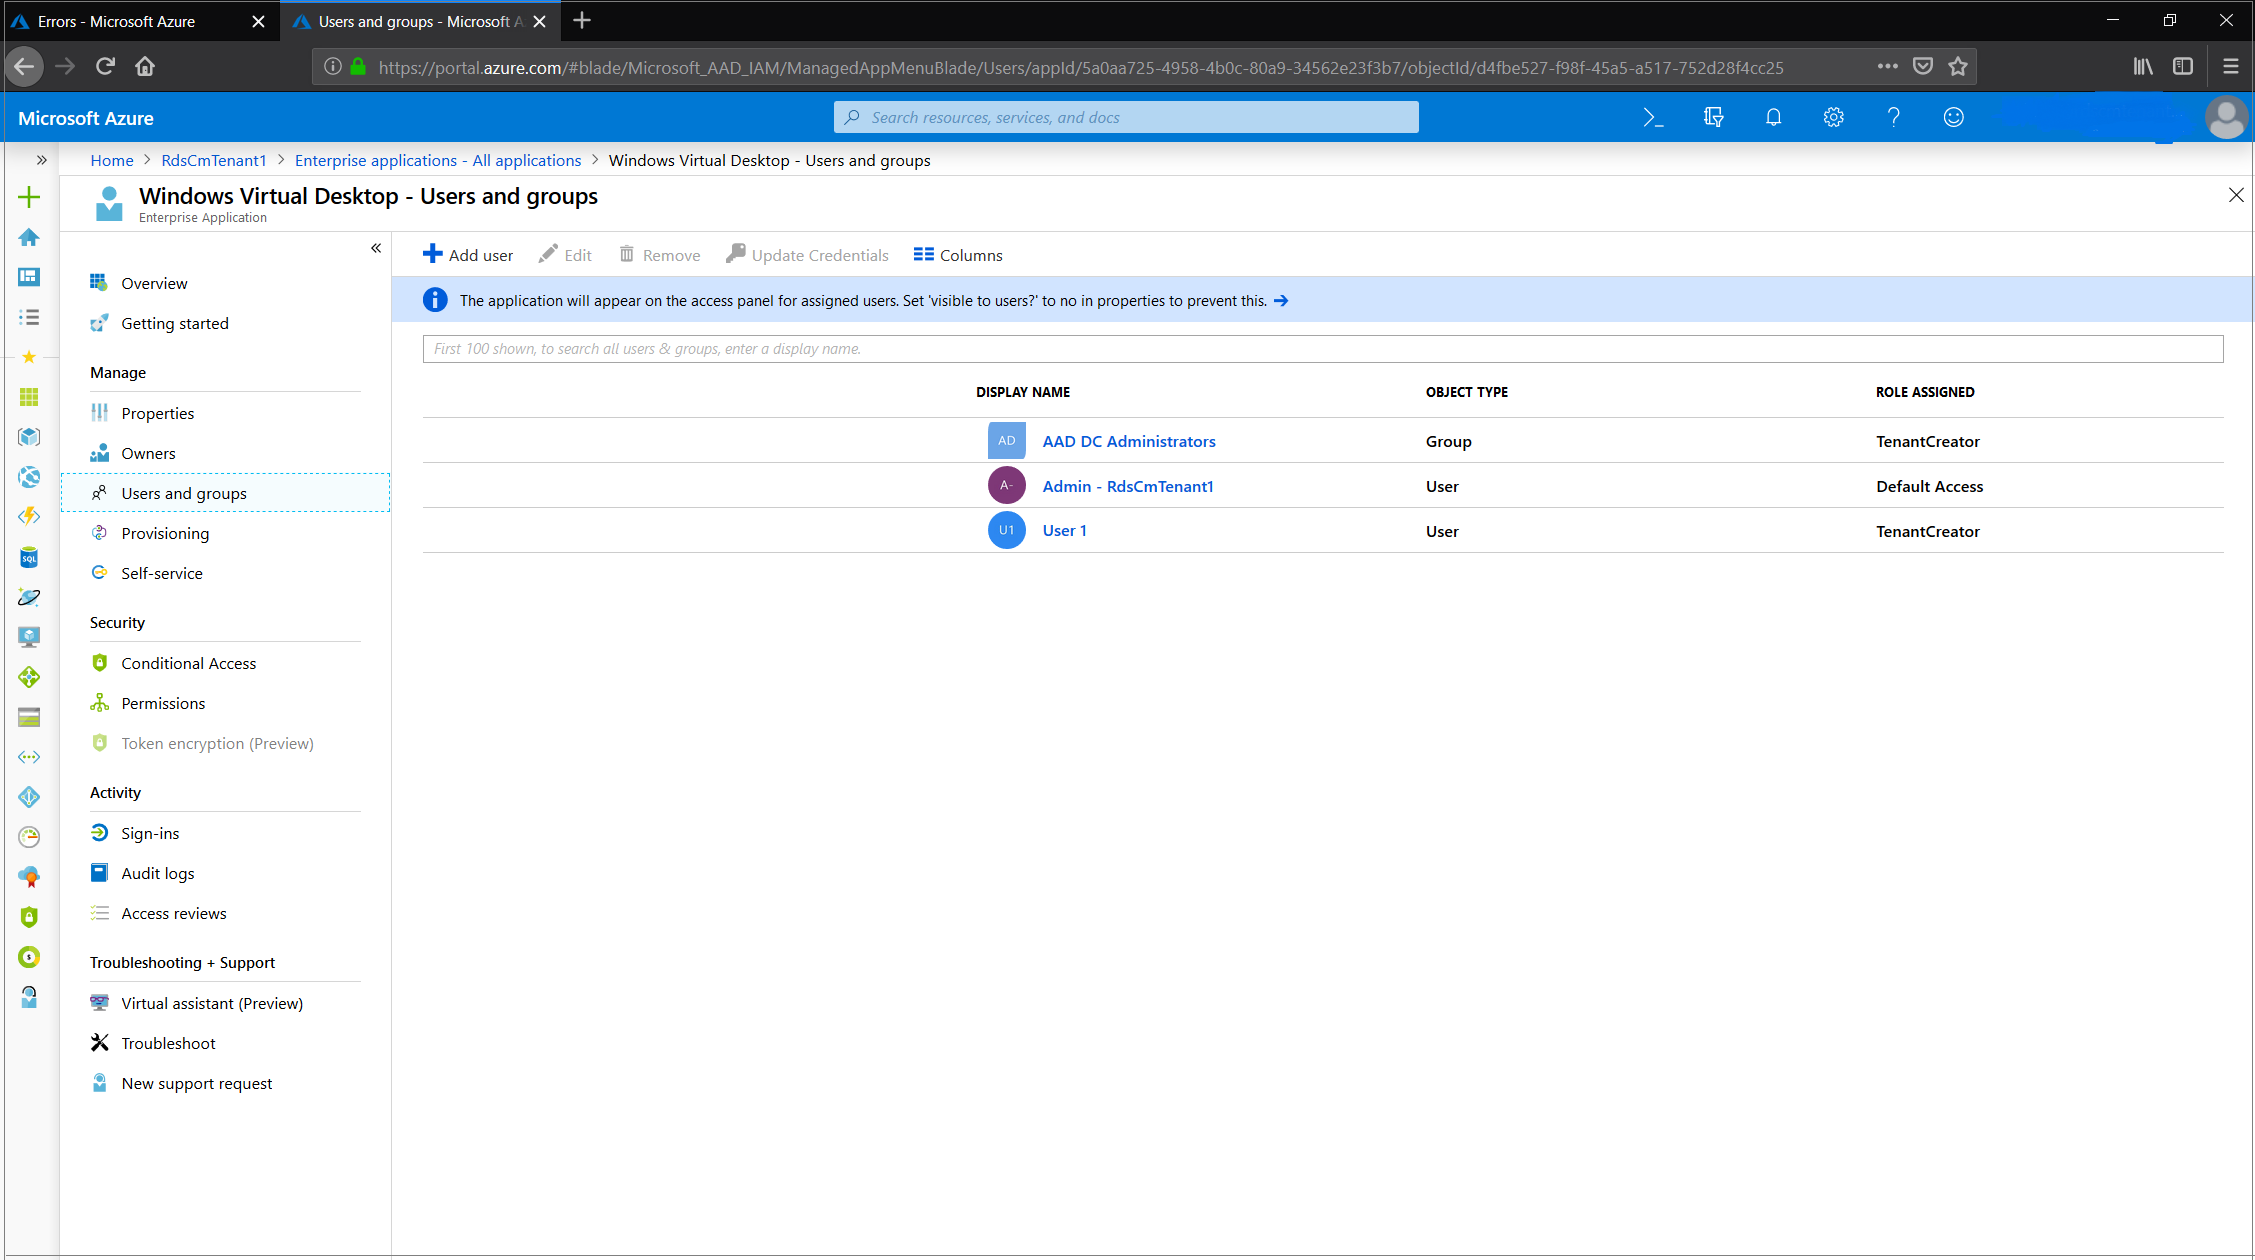 Errors - Microsoft Azure
Users and groups - Microsoft A
https://portal.azure.com/#blade/Microsoft_AAD_IAM/ManagedAppMenuBlade/Users/appId/5a0aa725-4958-4b0c-80a9-34562e23f3b7/objectId/d4fbe527-f98f-45a5-a517-752d28f4cc25
Microsoft Azure
Search resources, services, and docs
Home > RdsCmTenant1 > Enterprise applications - All applications > Windows Virtual Desktop - Users and groups
Windows Virtual Desktop - Users and groups
Enterprise Application
Overview
Getting started
Manage
Properties
Owners
Users and groups
Provisioning
Self-service
Security
Conditional Access
Permissions
Token encryption (Preview)
Activity
Sign-ins
Audit logs
Access reviews
Troubleshooting + Support
Virtual assistant (Preview)
Troubleshoot
New support request
Add user Edit Remove Update Credentials Columns
The application will appear on the access panel for assigned users. Set 'visible to users?' to no in properties to prevent this.
First 100 shown, to search all users & groups, enter a display name.
DISPLAY NAME OBJECT TYPE ROLE ASSIGNED
AD AAD DC Administrators Group TenantCreator
A- Admin - RdsCmTenant1 User Default Access
U1 User 1 User TenantCreator
SQL